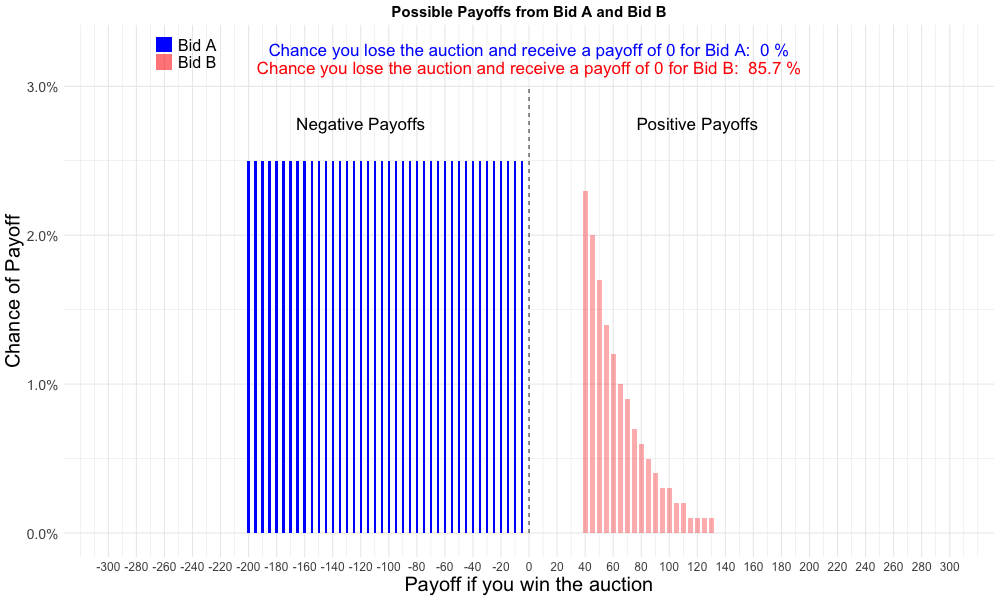 Possible Payoffs from Bid A and Bid B
Bid A
Bid B
Chance you lose the auction and receive a payoff of 0 for Bid A:  0 %
Chance you lose the auction and receive a payoff of 0 for Bid B:  85.7 %
Negative Payoffs
Positive Payoffs
Chance of Payoff
3.0%
2.0%
1.0%
0.0%
-300 -280 -260 -240 -220 -200 -180 -160 -140 -120 -100 -80 -60 -40 -20 0 20 40 60 80 100 120 140 160 180 200 220 240 260 280 300
Payoff if you win the auction